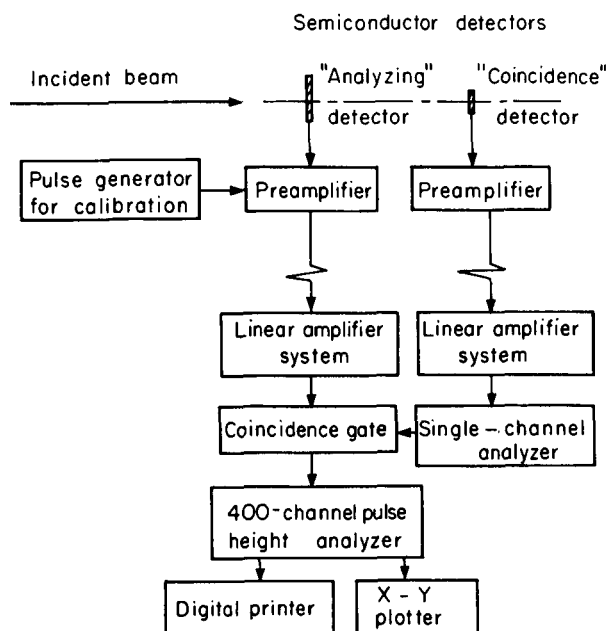 Semiconductor detectors
Incident beam
"Analyzing"
detector
"Coincidence"
detector
Pulse generator
for calibration
Preamplifier
Preamplifier
Linear amplifier
system
Linear amplifier
system
Coincidence gate
Single-channel
analyzer
400-channel pulse
height analyzer
Digital printer
X-Y
plotter